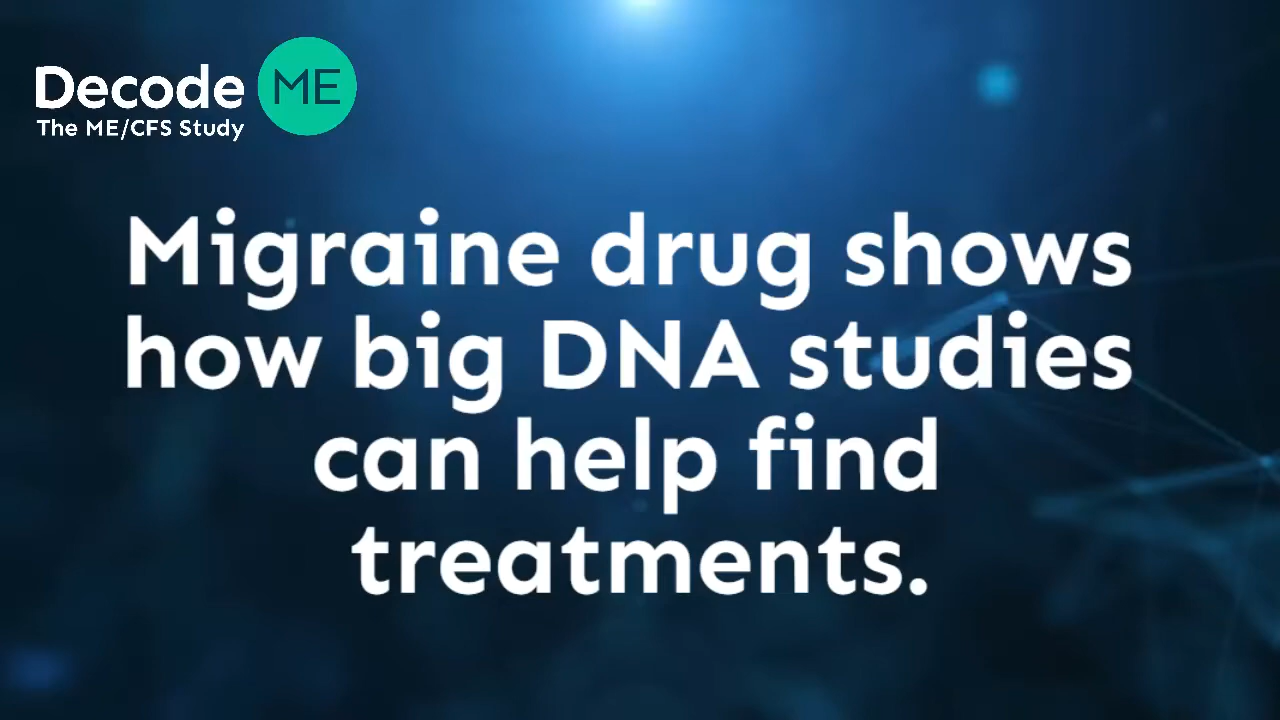 Decode ME
The ME/CFS Study
Migraine drug shows
how big DNA studies
can help find
treatments.